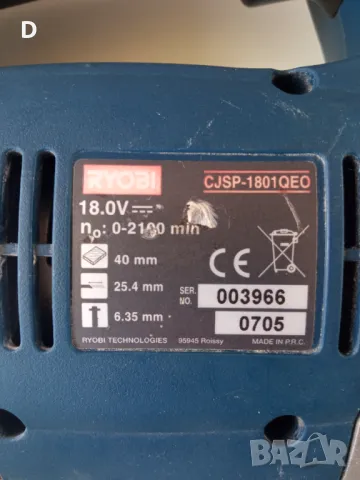 D
RYOBI
CJSP-1801QEO
18.0V
n₀: 0-2100 min
40 mm
25.4 mm
6.35 mm
CE
SER. NO. 003966
0705
RYOBI TECHNOLOGIES 95945 Roissy MADE IN P.R.C.
BAZAR